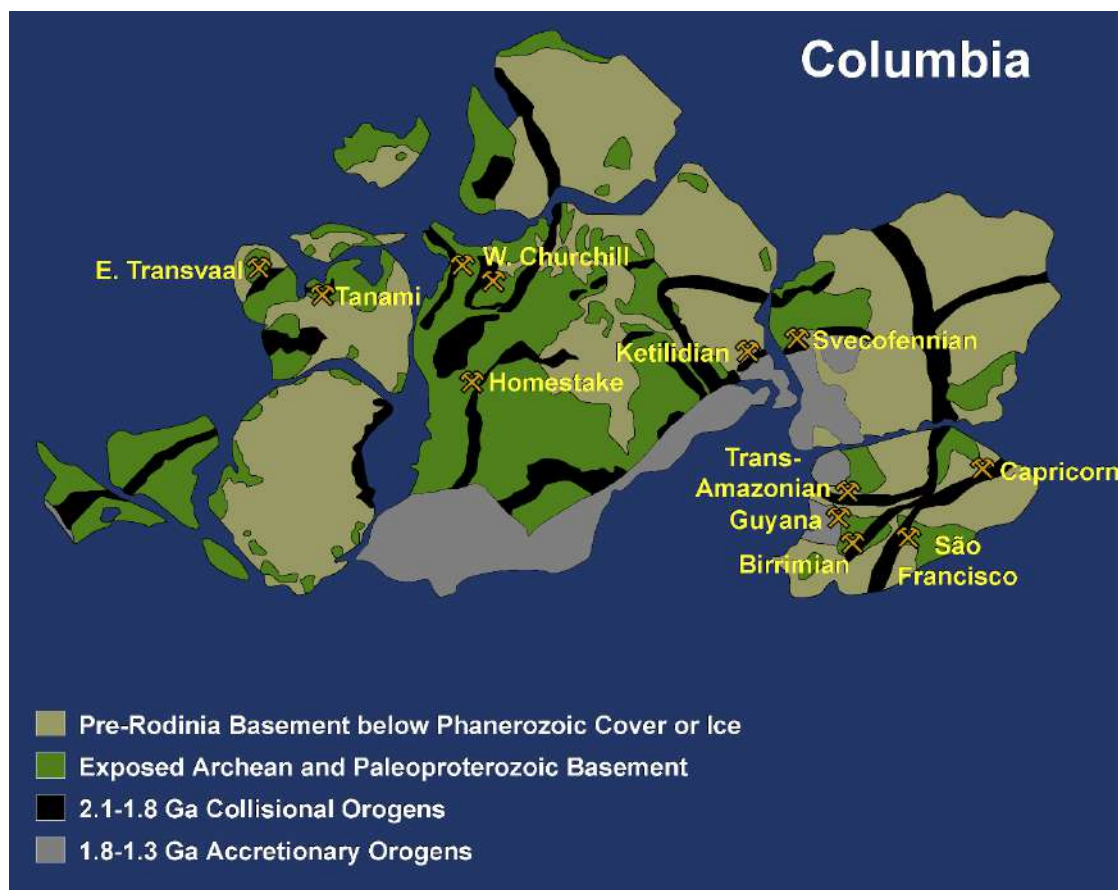 Columbia
E. Transvaal
W. Churchill
Tanami
Ketilidian
Svecofennian
Homestake
Trans-
Amazonian
Capricorn
Guyana
Birrimian
São
Francisco
Pre-Rodinia Basement below Phanerozoic Cover or Ice
Exposed Archean and Paleoproterozoic Basement
2.1-1.8 Ga Collisional Orogens
1.8-1.3 Ga Accretionary Orogens